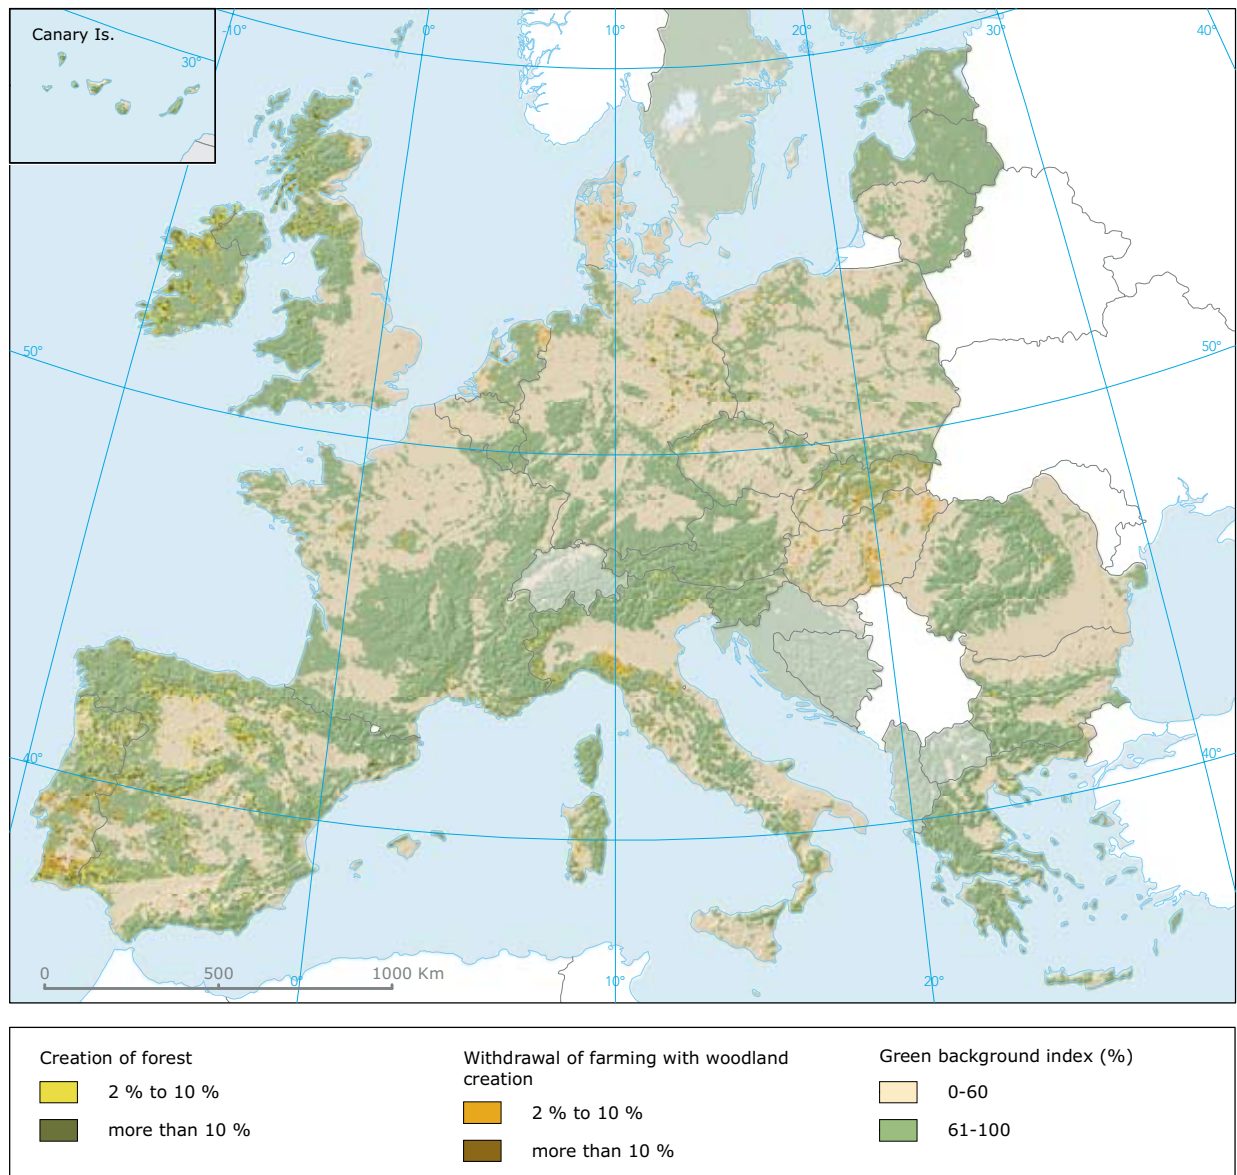 Canary Is.
30°
-10°
0°
10°
20°
30°
40°
50°
50°
40°
40°
0 500 1000 Km
0°
10°
20°
Creation of forest
2 % to 10 %
more than 10 %
Withdrawal of farming with woodland
creation
2 % to 10 %
more than 10 %
Green background index (%)
0-60
61-100